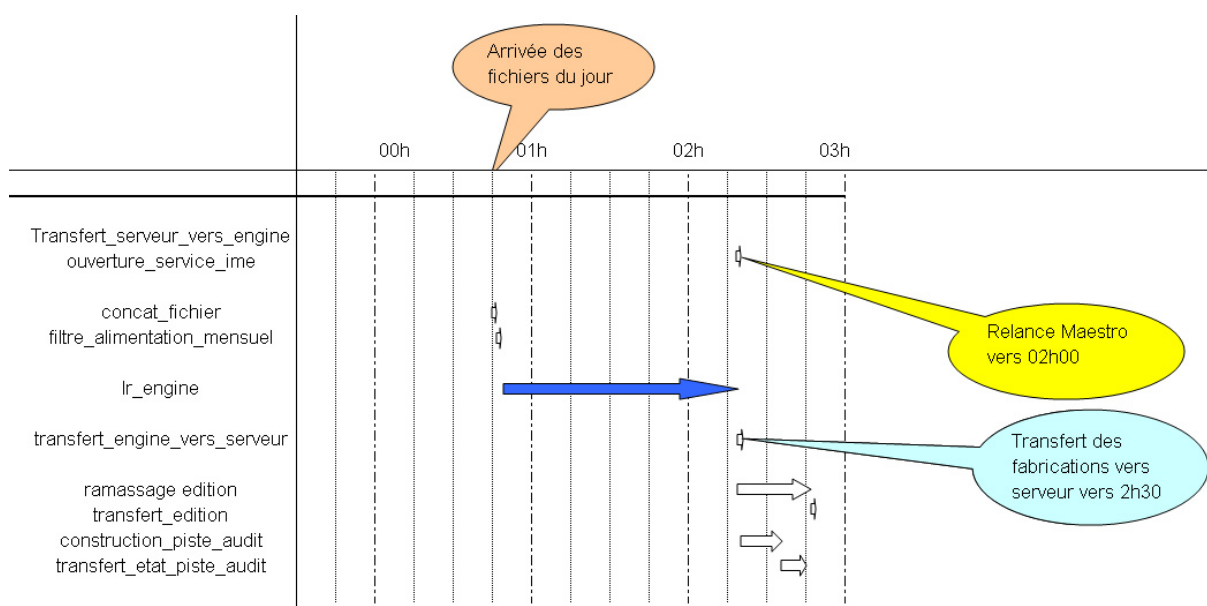 Arrivée des
fichiers du jour
00h 01h 02h 03h
Transfert_serveur_vers_engine
ouverture_service_ime
concat_fichier
filtre_alimentation_mensuel
Relance Maestro
vers 02h00
lr_engine
transfert_engine_vers_serveur
Transfert des
fabrications vers
serveur vers 2h30
ramassage edition
transfert_edition
construction_piste_audit
transfert_etat_piste_audit